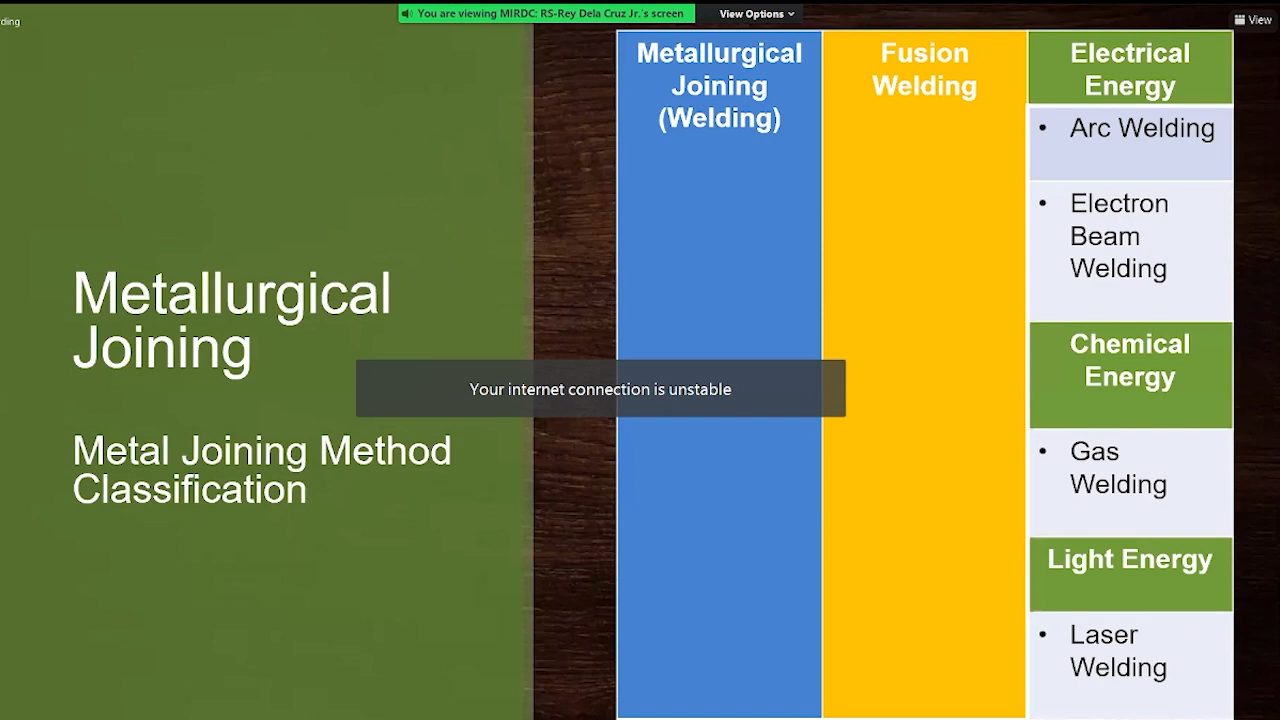 ding
You are viewing MIRDC: RS-Rey Dela Cruz Jr.'s screen
View Options
View
Metallurgical
Joining
Metal Joining Method
Classification
Metallurgical
Joining
(Welding)
Fusion
Welding
Electrical
Energy
• Arc Welding
• Electron
Beam
Welding
Chemical
Energy
• Gas
Welding
Light Energy
• Laser
Welding
Your internet connection is unstable